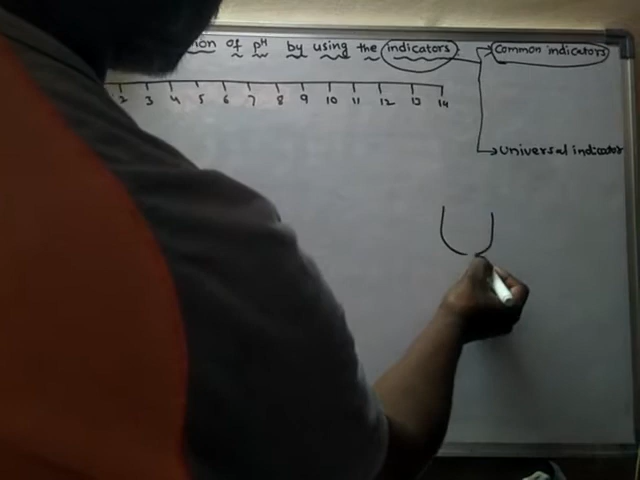 of pH by using the indicators
Common indicators
2 3 4 5 6 7 8 9 10 11 12 13 14
Universal indicator